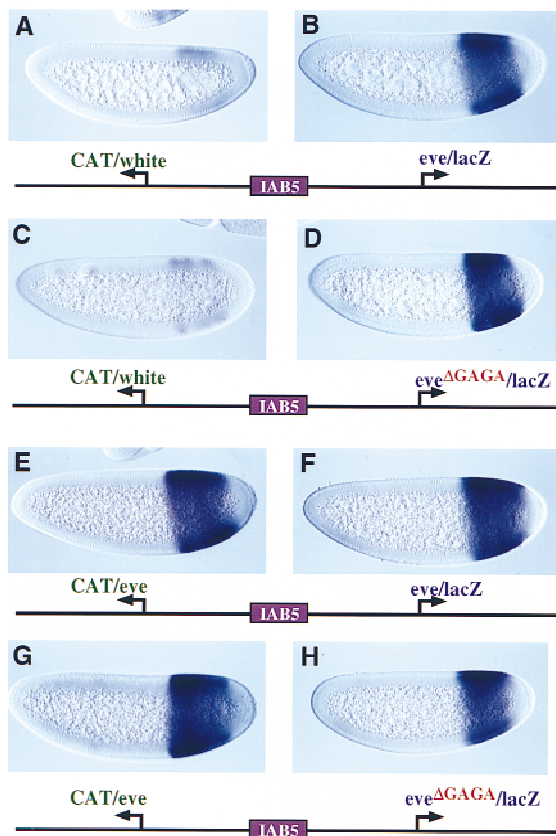 A B
CAT/white eve/lacZ
IAB5
C D
CAT/white eveΔGAGA/lacZ
IAB5
E F
CAT/eve eve/lacZ
IAB5
G H
CAT/eve eveΔGAGA/lacZ
IAB5